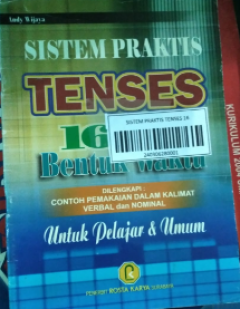 Andy Wijaya
SISTEM PRAKTIS
TENSES
SISTEM PRAKTIS TENSES 16
16
Bentuk Waktu
DILENGKAPI :
CONTOH PEMAKAIAN DALAM KALIMAT
VERBAL dan NOMINAL
Untuk Pelajar & Umum
KURIKULUM 2004